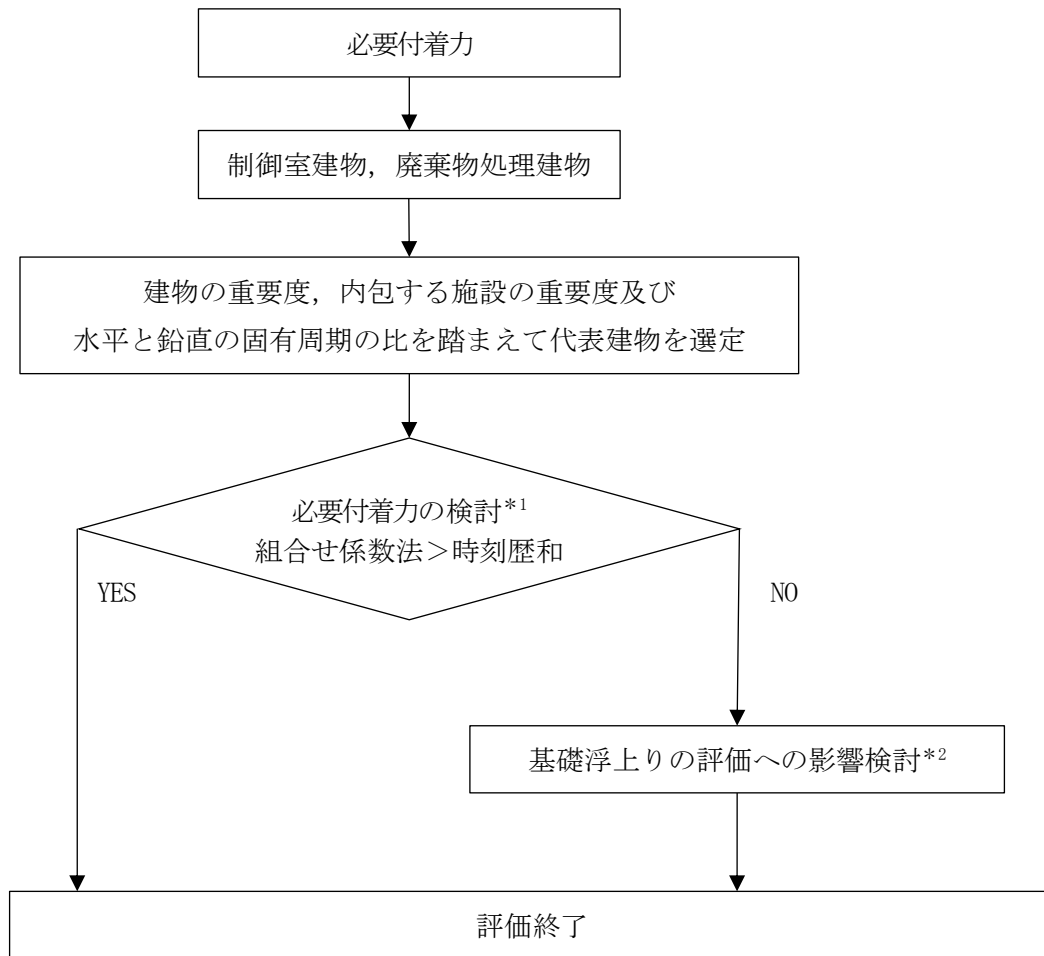 必要付着力
制御室建物，廃棄物処理建物
建物の重要度，内包する施設の重要度及び
水平と鉛直の固有周期の比を踏まえて代表建物を選定
必要付着力の検討*1
組合せ係数法＞時刻歴和
YES
NO
基礎浮上りの評価への影響検討*2
評価終了